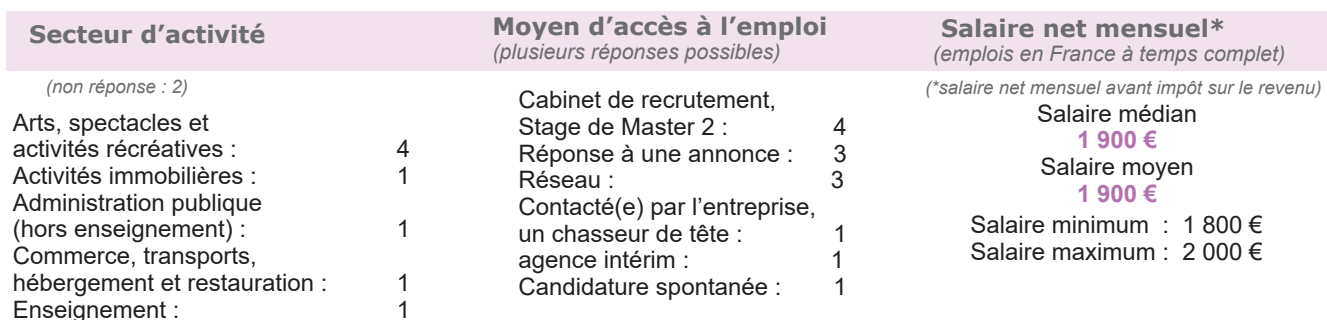 Secteur d’activité
(non réponse : 2)
Arts, spectacles et
activités récréatives : 4
Activités immobilières : 1
Administration publique
(hors enseignement) : 1
Commerce, transports,
hébergement et restauration : 1
Enseignement : 1
Moyen d’accès à l’emploi
(plusieurs réponses possibles)
Cabinet de recrutement,
Stage de Master 2 : 4
Réponse à une annonce : 3
Réseau : 3
Contacté(e) par l’entreprise,
un chasseur de tête : 1
agence intérim : 1
Candidature spontanée : 1
Salaire net mensuel*
(emplois en France à temps complet)
(*salaire net mensuel avant impôt sur le revenu)
Salaire médian
1 900 €
Salaire moyen
1 900 €
Salaire minimum : 1 800 €
Salaire maximum : 2 000 €